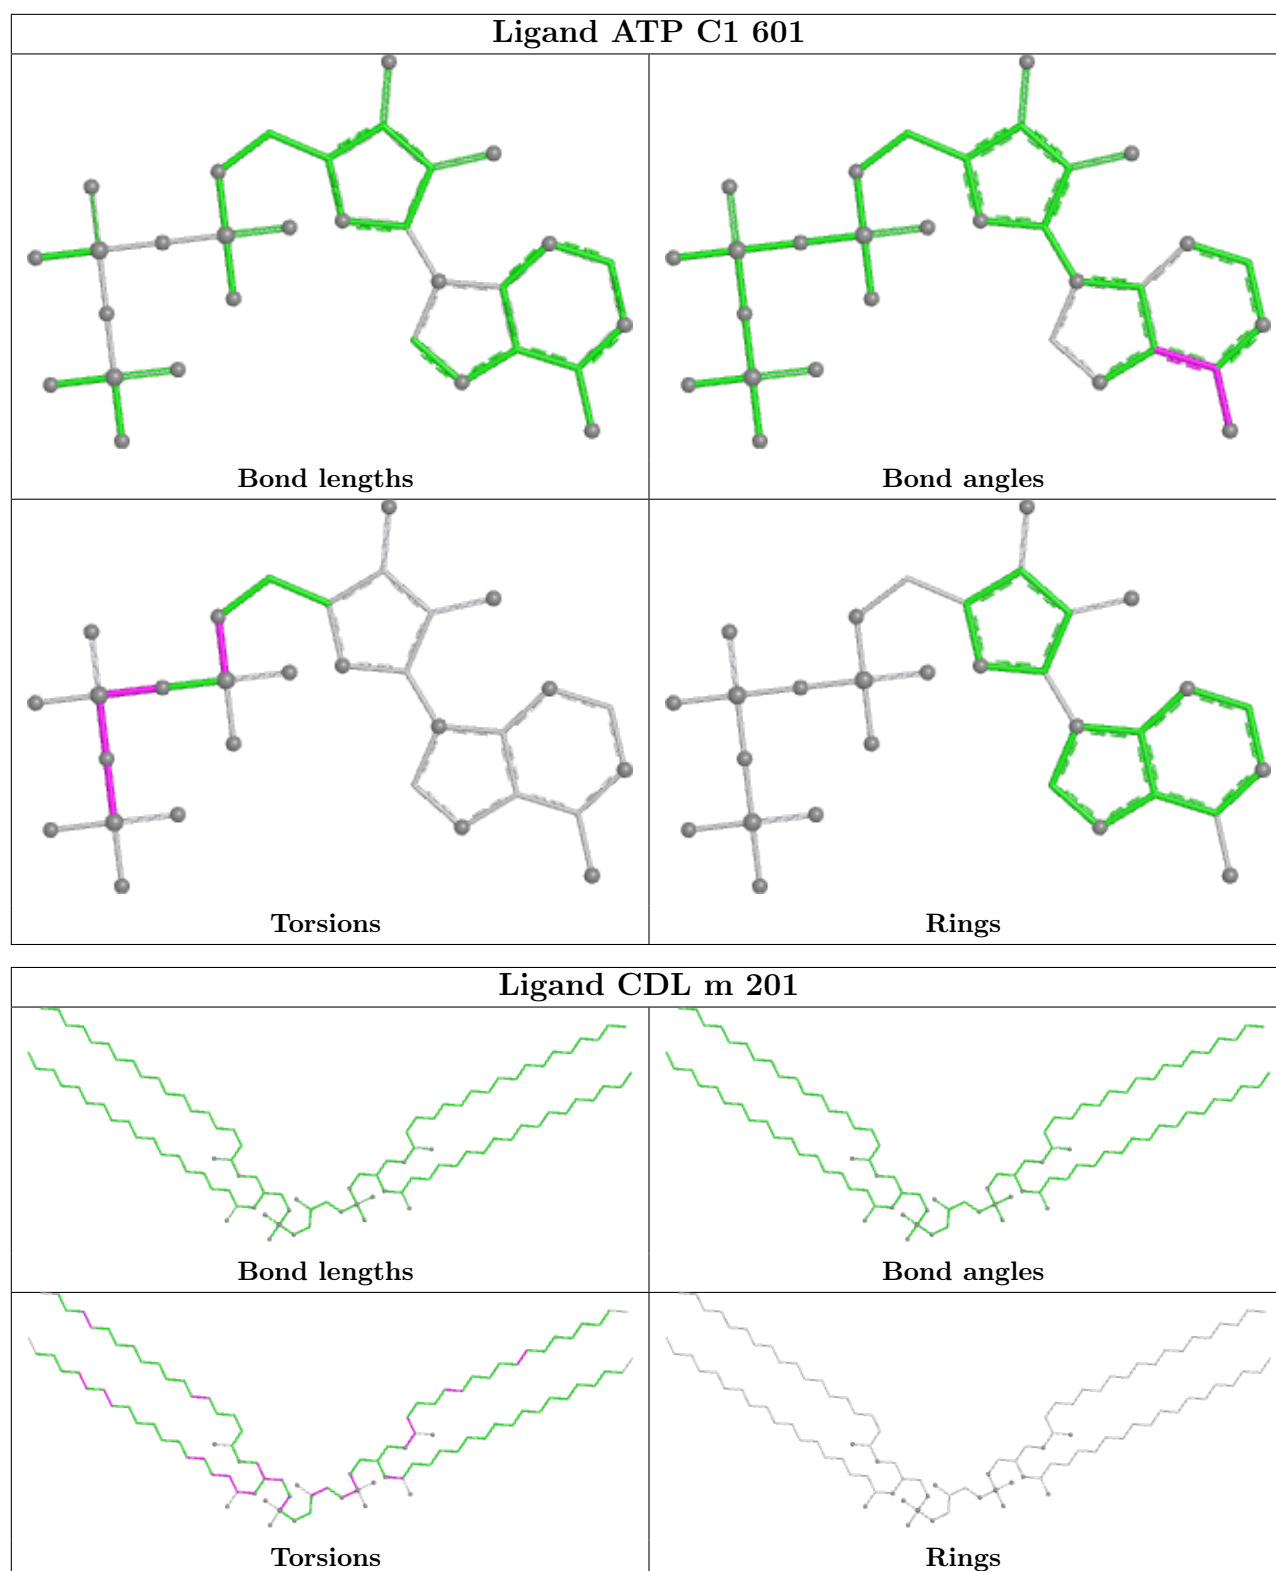 Ligand ATP C1 601
Bond lengths
Bond angles
Torsions
Rings
Ligand CDL m 201
Bond lengths
Bond angles
Torsions
Rings